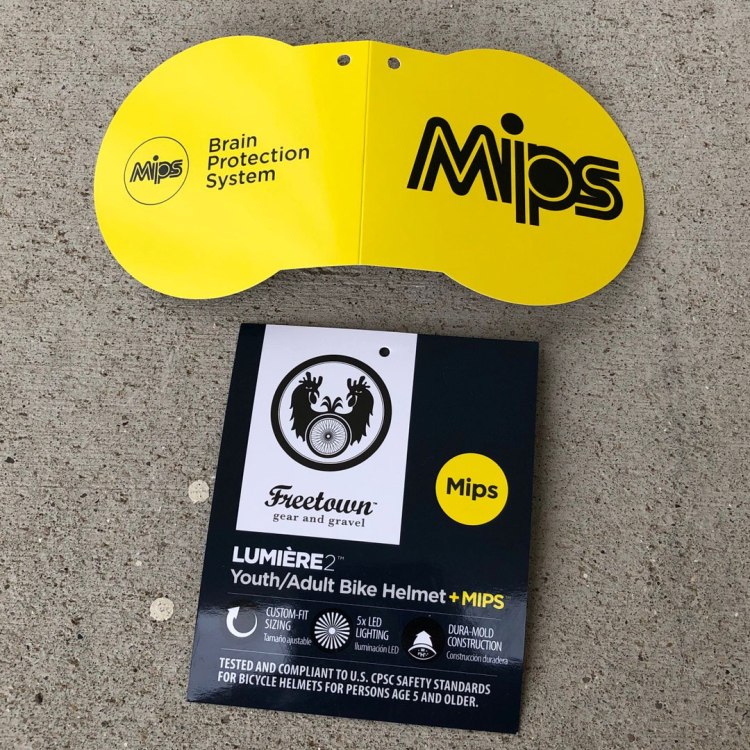 Mips
Brain
Protection
System
Mips
Freetown™
gear and gravel
Mips
LUMIÈRE2™
Youth/Adult Bike Helmet + MIPS
CUSTOM-FIT
SIZING
Tamaño ajustable
5x LED
LIGHTING
Iluminación LED
DURA-MOLD
CONSTRUCTION
Construcción duradera
TESTED AND COMPLIANT TO U.S. CPSC SAFETY STANDARDS
FOR BICYCLE HELMETS FOR PERSONS AGE 5 AND OLDER.